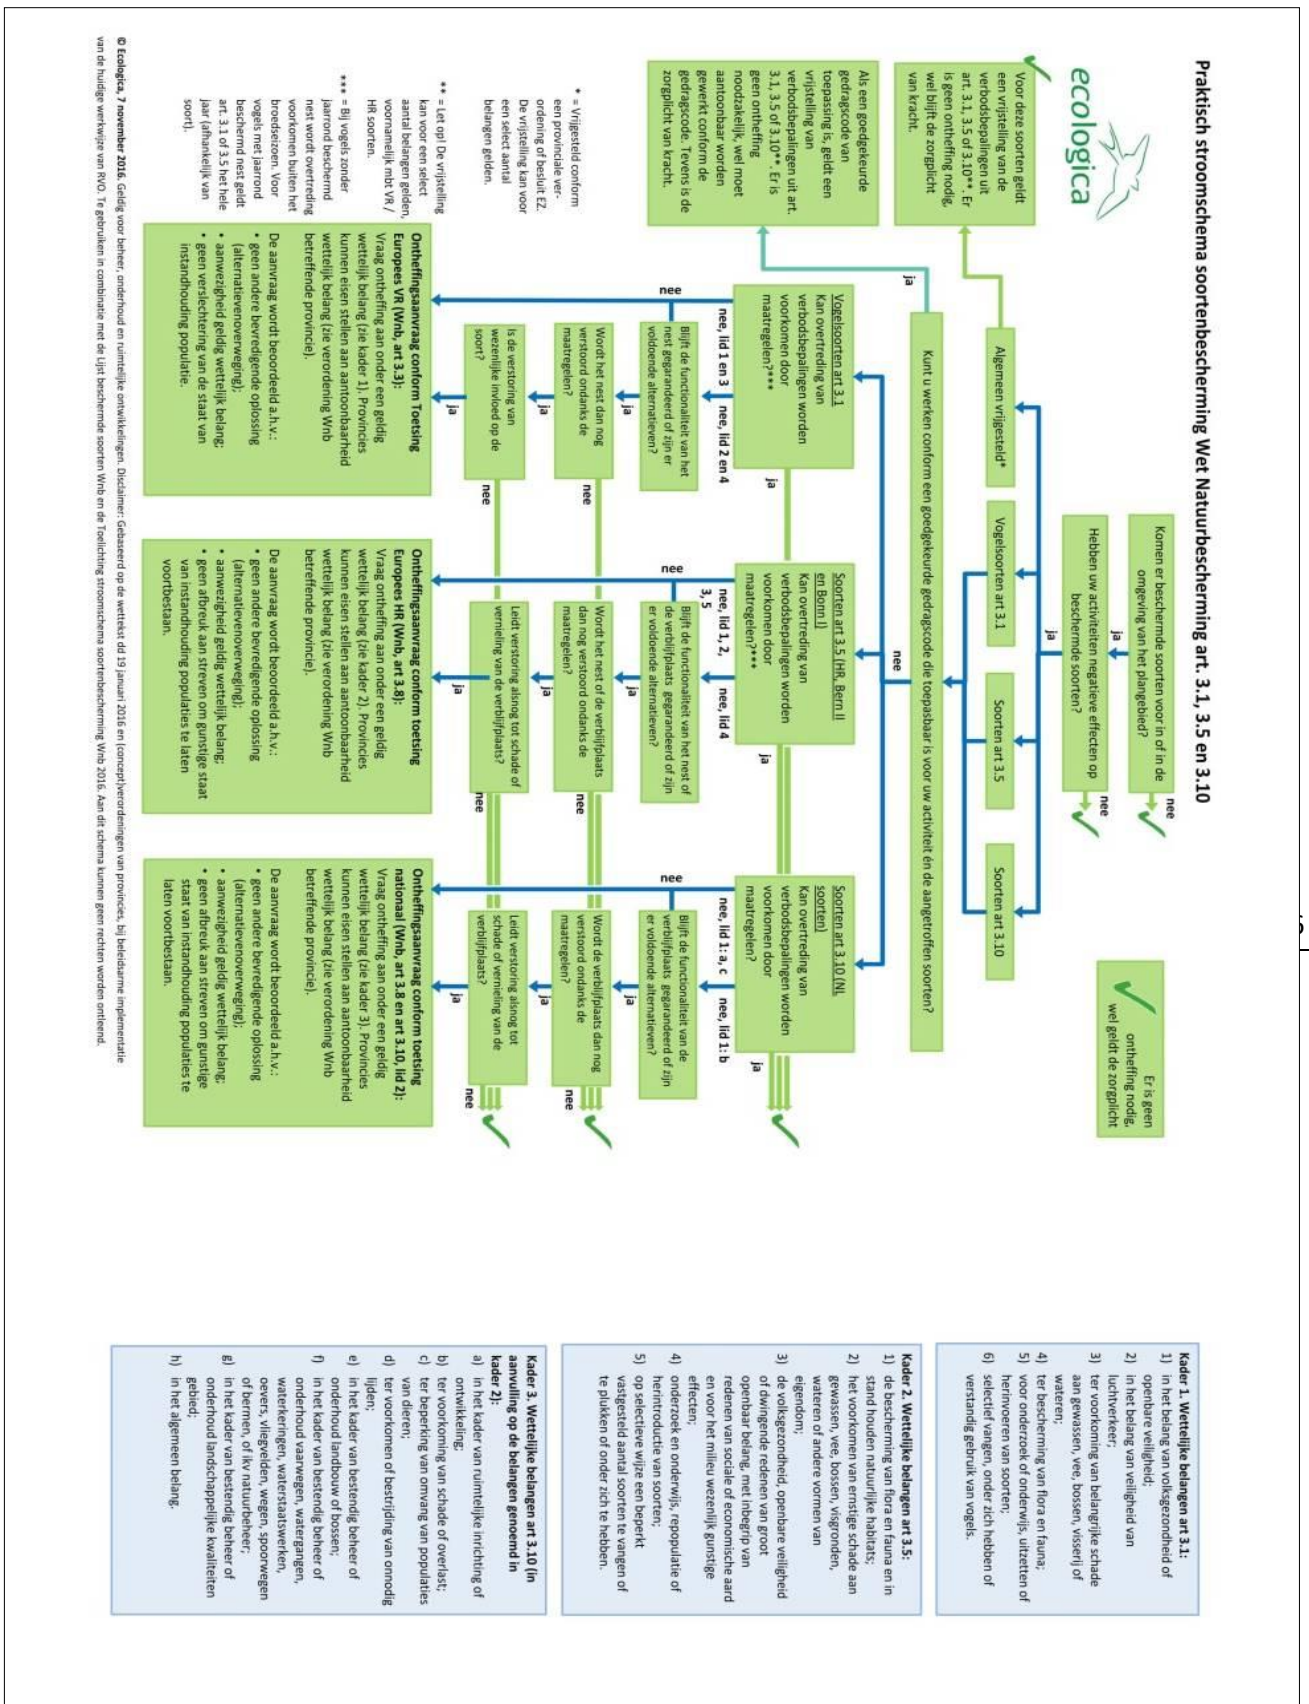 Praktisch stroomschema soortenbescherming Wet Natuurbescherming art. 3.1, 3.5 en 3.10
ecologica
Komen er beschermde soorten voor in of in de
omgeving van het plangebied?
nee
ja
Hebben uw activiteiten negatieve effecten op
beschermde soorten?
nee
ja
Er is geen
ontheffing nodig,
wel geldt de zorgplicht
Voor deze soorten geldt
een vrijstelling van de
verbodsbepalingen uit
art. 3.1, 3.5 of 3.10**. Er
is geen ontheffing nodig,
wel blijft de zorgplicht
van kracht.
Algemeen vrijgesteld*
Vogelsoorten art 3.1
Soorten art 3.5
Soorten art 3.10
Kunt u werken conform een goedgekeurde gedragscode die toepasbaar is voor uw activiteit én de aangetroffen soorten?
ja
nee
Als een goedgekeurde
gedragscode van
toepassing is, geldt een
vrijstelling van
verbodsbepalingen uit art.
3.1, 3.5 of 3.10**. Er is
geen ontheffing
noodzakelijk, wel moet
aantoonbaar worden
gewerkt conform de
gedragscode. Tevens is de
zorgplicht van kracht.
Vogelsoorten art 3.1
Kan overtreding van
verbodsbepalingen worden
voorkomen door
maatregelen?***
ja
Soorten art 3.5 (HR, Bern II
en Bonn I)
Kan overtreding van
verbodsbepalingen worden
voorkomen door
maatregelen?***
ja
Soorten art 3.10 (NL
soorten)
Kan overtreding van
verbodsbepalingen worden
voorkomen door
maatregelen?
ja
nee, lid 1 en 3
nee, lid 2 en 4
nee, lid 1, 2,
3, 5
nee, lid 4
nee, lid 1: a, c
nee, lid 1: b
nee
Blijft de functionaliteit van het
nest gegarandeerd of zijn er
voldoende alternatieven?
nee
Blijft de functionaliteit van het nest of
de verblijfplaats gegarandeerd of zijn
er voldoende alternatieven?
nee
Blijft de functionaliteit van de
verblijfplaats gegarandeerd of zijn
er voldoende alternatieven?
ja
ja
ja
Wordt het nest dan nog
verstoord ondanks de
maatregelen?
nee
Wordt het nest of de verblijfplaats
dan nog verstoord ondanks de
maatregelen?
nee
Wordt de verblijfplaats dan nog
verstoord ondanks de
maatregelen?
nee
ja
ja
ja
Is de verstoring van
wezenlijke invloed op de
soort?
nee
Leidt verstoring alsnog tot schade of
vernieling van de verblijfplaats?
nee
Leidt verstoring alsnog tot
schade of vernieling van de
verblijfplaats?
nee
ja
ja
ja
* = Vrijgesteld conform
een provinciale ver-
ordening of besluit EZ.
De vrijstelling kan voor
een select aantal
belangen gelden.
** = Let op! De vrijstelling
kan voor een select
aantal belangen gelden,
voornamelijk mbt VR /
HR soorten.
*** = Bij vogels zonder
jaarrond beschermd
nest wordt overtreding
voorkomen buiten het
broedseizoen. Voor
vogels met jaarrond
beschermd nest geldt
art. 3.1 of 3.5 het hele
jaar (afhankelijk van
soort).
Ontheffingsaanvraag conform Toetsing
Europees VR (Wnb, art 3.3):
Vraag ontheffing aan onder een geldig
wettelijk belang (zie kader 1). Provincies
kunnen eisen stellen aan aantoonbaarheid
wettelijk belang (zie verordening Wnb
betreffende provincie).
De aanvraag wordt beoordeeld a.h.v.:
• geen andere bevredigende oplossing
(alternatievenoverweging);
• aanwezigheid geldig wettelijk belang;
• geen verslechtering van de staat van
instandhouding populatie.
Ontheffingsaanvraag conform toetsing
Europees HR (Wnb, art 3.8):
Vraag ontheffing aan onder een geldig
wettelijk belang (zie kader 2). Provincies
kunnen eisen stellen aan aantoonbaarheid
wettelijk belang (zie verordening Wnb
betreffende provincie).
De aanvraag wordt beoordeeld a.h.v.:
• geen andere bevredigende oplossing
(alternatievenoverweging);
• aanwezigheid geldig wettelijk belang;
• geen afbreuk aan streven om gunstige staat
van instandhouding populaties te laten
voortbestaan.
Ontheffingsaanvraag conform toetsing
nationaal (Wnb, art 3.8 en art 3.10, lid 2):
Vraag ontheffing aan onder een geldig
wettelijk belang (zie kader 3). Provincies
kunnen eisen stellen aan aantoonbaarheid
wettelijk belang (zie verordening Wnb
betreffende provincie).
De aanvraag wordt beoordeeld a.h.v.:
• geen andere bevredigende oplossing
(alternatievenoverweging);
• aanwezigheid geldig wettelijk belang;
• geen afbreuk aan streven om gunstige
staat van instandhouding populaties te
laten voortbestaan.
© Ecologica, 7 november 2016. Geldig voor beheer, onderhoud en ruimtelijke ontwikkelingen. Disclaimer: Gebaseerd op de wettekst dd 19 januari 2016 en (concept)verordeningen van provincies, bij beleidsarme implementatie
van de huidige werkwijze van RVO. Te gebruiken in combinatie met de Lijst beschermde soorten Wnb en de Toelichting stroomschema soortenbescherming Wnb 2016. Aan dit schema kunnen geen rechten worden ontleend.
Kader 1. Wettelijke belangen art 3.1:
1) in het belang van volksgezondheid of
openbare veiligheid;
2) in het belang van veiligheid van
luchtverkeer;
3) ter voorkoming van belangrijke schade
aan gewassen, vee, bossen, visserij of
wateren;
4) ter bescherming van flora en fauna;
5) voor onderzoek of onderwijs, uitzetten of
herinvoeren van soorten;
6) selectief vangen, onder zich hebben of
verstandig gebruik van vogels.
Kader 2. Wettelijke belangen art 3.5:
1) de bescherming van flora en fauna en in
stand houden natuurlijke habitats;
2) het voorkomen van ernstige schade aan
gewassen, vee, bossen, visgronden,
wateren of andere vormen van
eigendom;
3) de volksgezondheid, openbare veiligheid
of dwingende redenen van groot
openbaar belang, met inbegrip van
redenen van sociale of economische aard
en voor het milieu wezenlijk gunstige
effecten;
4) onderzoek en onderwijs, repopulatie of
herintroductie van soorten;
5) op selectieve wijze een beperkt
vastgesteld aantal soorten te vangen of
te plukken of onder zich te hebben.
Kader 3. Wettelijke belangen art 3.10 (in
aanvulling op de belangen genoemd in
kader 2):
a) in het kader van ruimtelijke inrichting of
ontwikkeling;
b) ter voorkoming van schade of overlast;
c) ter beperking van omvang van populaties
van dieren;
d) ter voorkomen of bestrijding van onnodig
lijden;
e) in het kader van bestendig beheer of
onderhoud landbouw of bossen;
f) in het kader van bestendig beheer of
onderhoud vaarwegen, watergangen,
waterkeringen, waterstaatswerken,
oevers, vliegvelden, wegen, spoorwegen
of bermen, of ikv natuurbeheer;
g) in het kader van bestendig beheer of
onderhoud landschappelijke kwaliteiten
gebied;
h) in het algemeen belang.